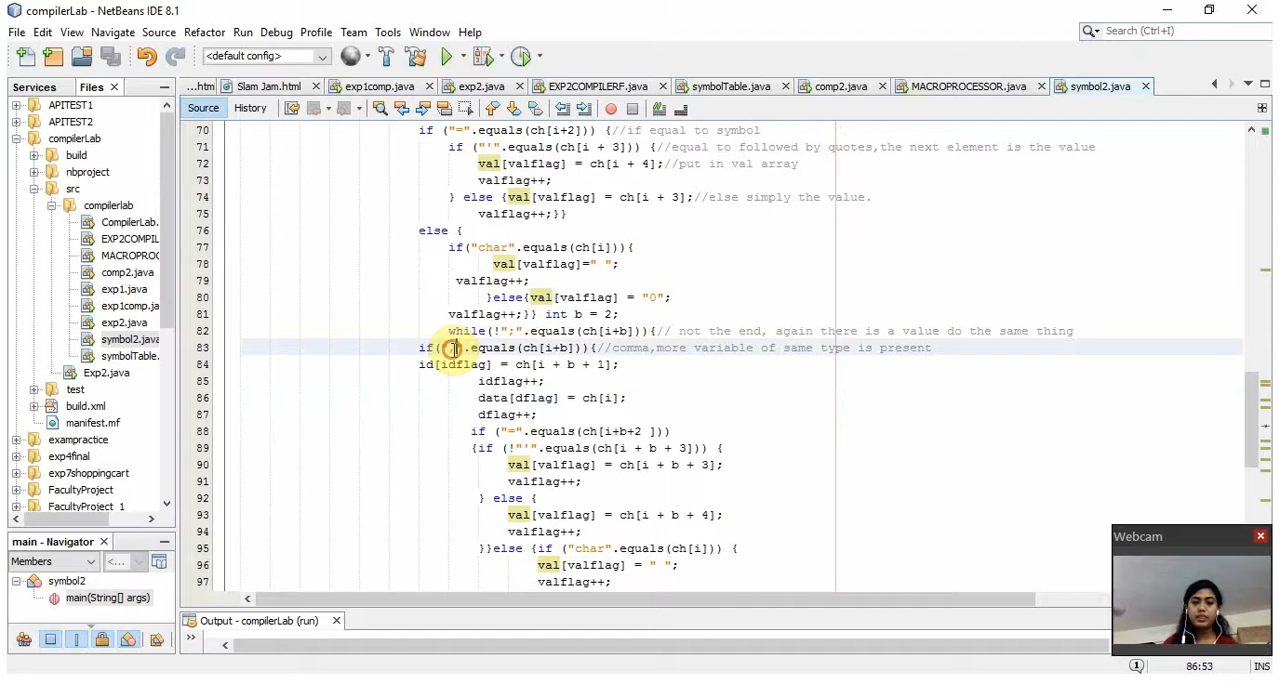 compilerLab - NetBeans IDE 8.1
File Edit View Navigate Source Refactor Run Debug Profile Team Tools Window Help
Search (Ctrl+I)
<default config>
Services Files
...htm Slam Jam.html exp1comp.java exp2.java EXP2COMPILERF.java symbolTable.java comp2.java MACROPROCESSOR.java symbol2.java
Source History
APITEST1
APITEST2
compilerLab
build
nbproject
src
compilerlab
CompilerLab.
EXP2COMPIL
MACROPROC
comp2.java
exp1.java
exp1comp.ja
exp2.java
symbol2.java
symbolTable.
Exp2.java
test
build.xml
manifest.mf
exampractice
exp4final
exp7shoppingcart
FacultyProject
FacultyProject_1
70 if ("=".equals(ch[i+2])) {//if equal to symbol
71 if ("'".equals(ch[i + 3])) {//equal to followed by quotes,the next element is the value
72 val[valflag] = ch[i + 4];//put in val array
73 valflag++;
74 } else {val[valflag] = ch[i + 3];//else simply the value.
75 valflag++;}}
76 else {
77 if("char".equals(ch[i])){
78 val[valflag]=" ";
79 valflag++;
80 }else{val[valflag] = "0";
81 valflag++;}} int b = 2;
82 while(!";".equals(ch[i+b])){// not the end, again there is a value do the same thing
83 if(",".equals(ch[i+b])){//comma,more variable of same type is present
84 id[idflag] = ch[i + b + 1];
85 idflag++;
86 data[dflag] = ch[i];
87 dflag++;
88 if ("=".equals(ch[i+b+2 ]))
89 {if (!"'".equals(ch[i + b + 3])) {
90 val[valflag] = ch[i + b + 3];
91 valflag++;
92 } else {
93 val[valflag] = ch[i + b + 4];
94 valflag++;
95 }}else {if ("char".equals(ch[i])) {
96 val[valflag] = " ";
97 valflag++;
main - Navigator
Members <...
symbol2
main(String[] args)
Output - compilerLab (run)
Webcam
1 86:53 INS